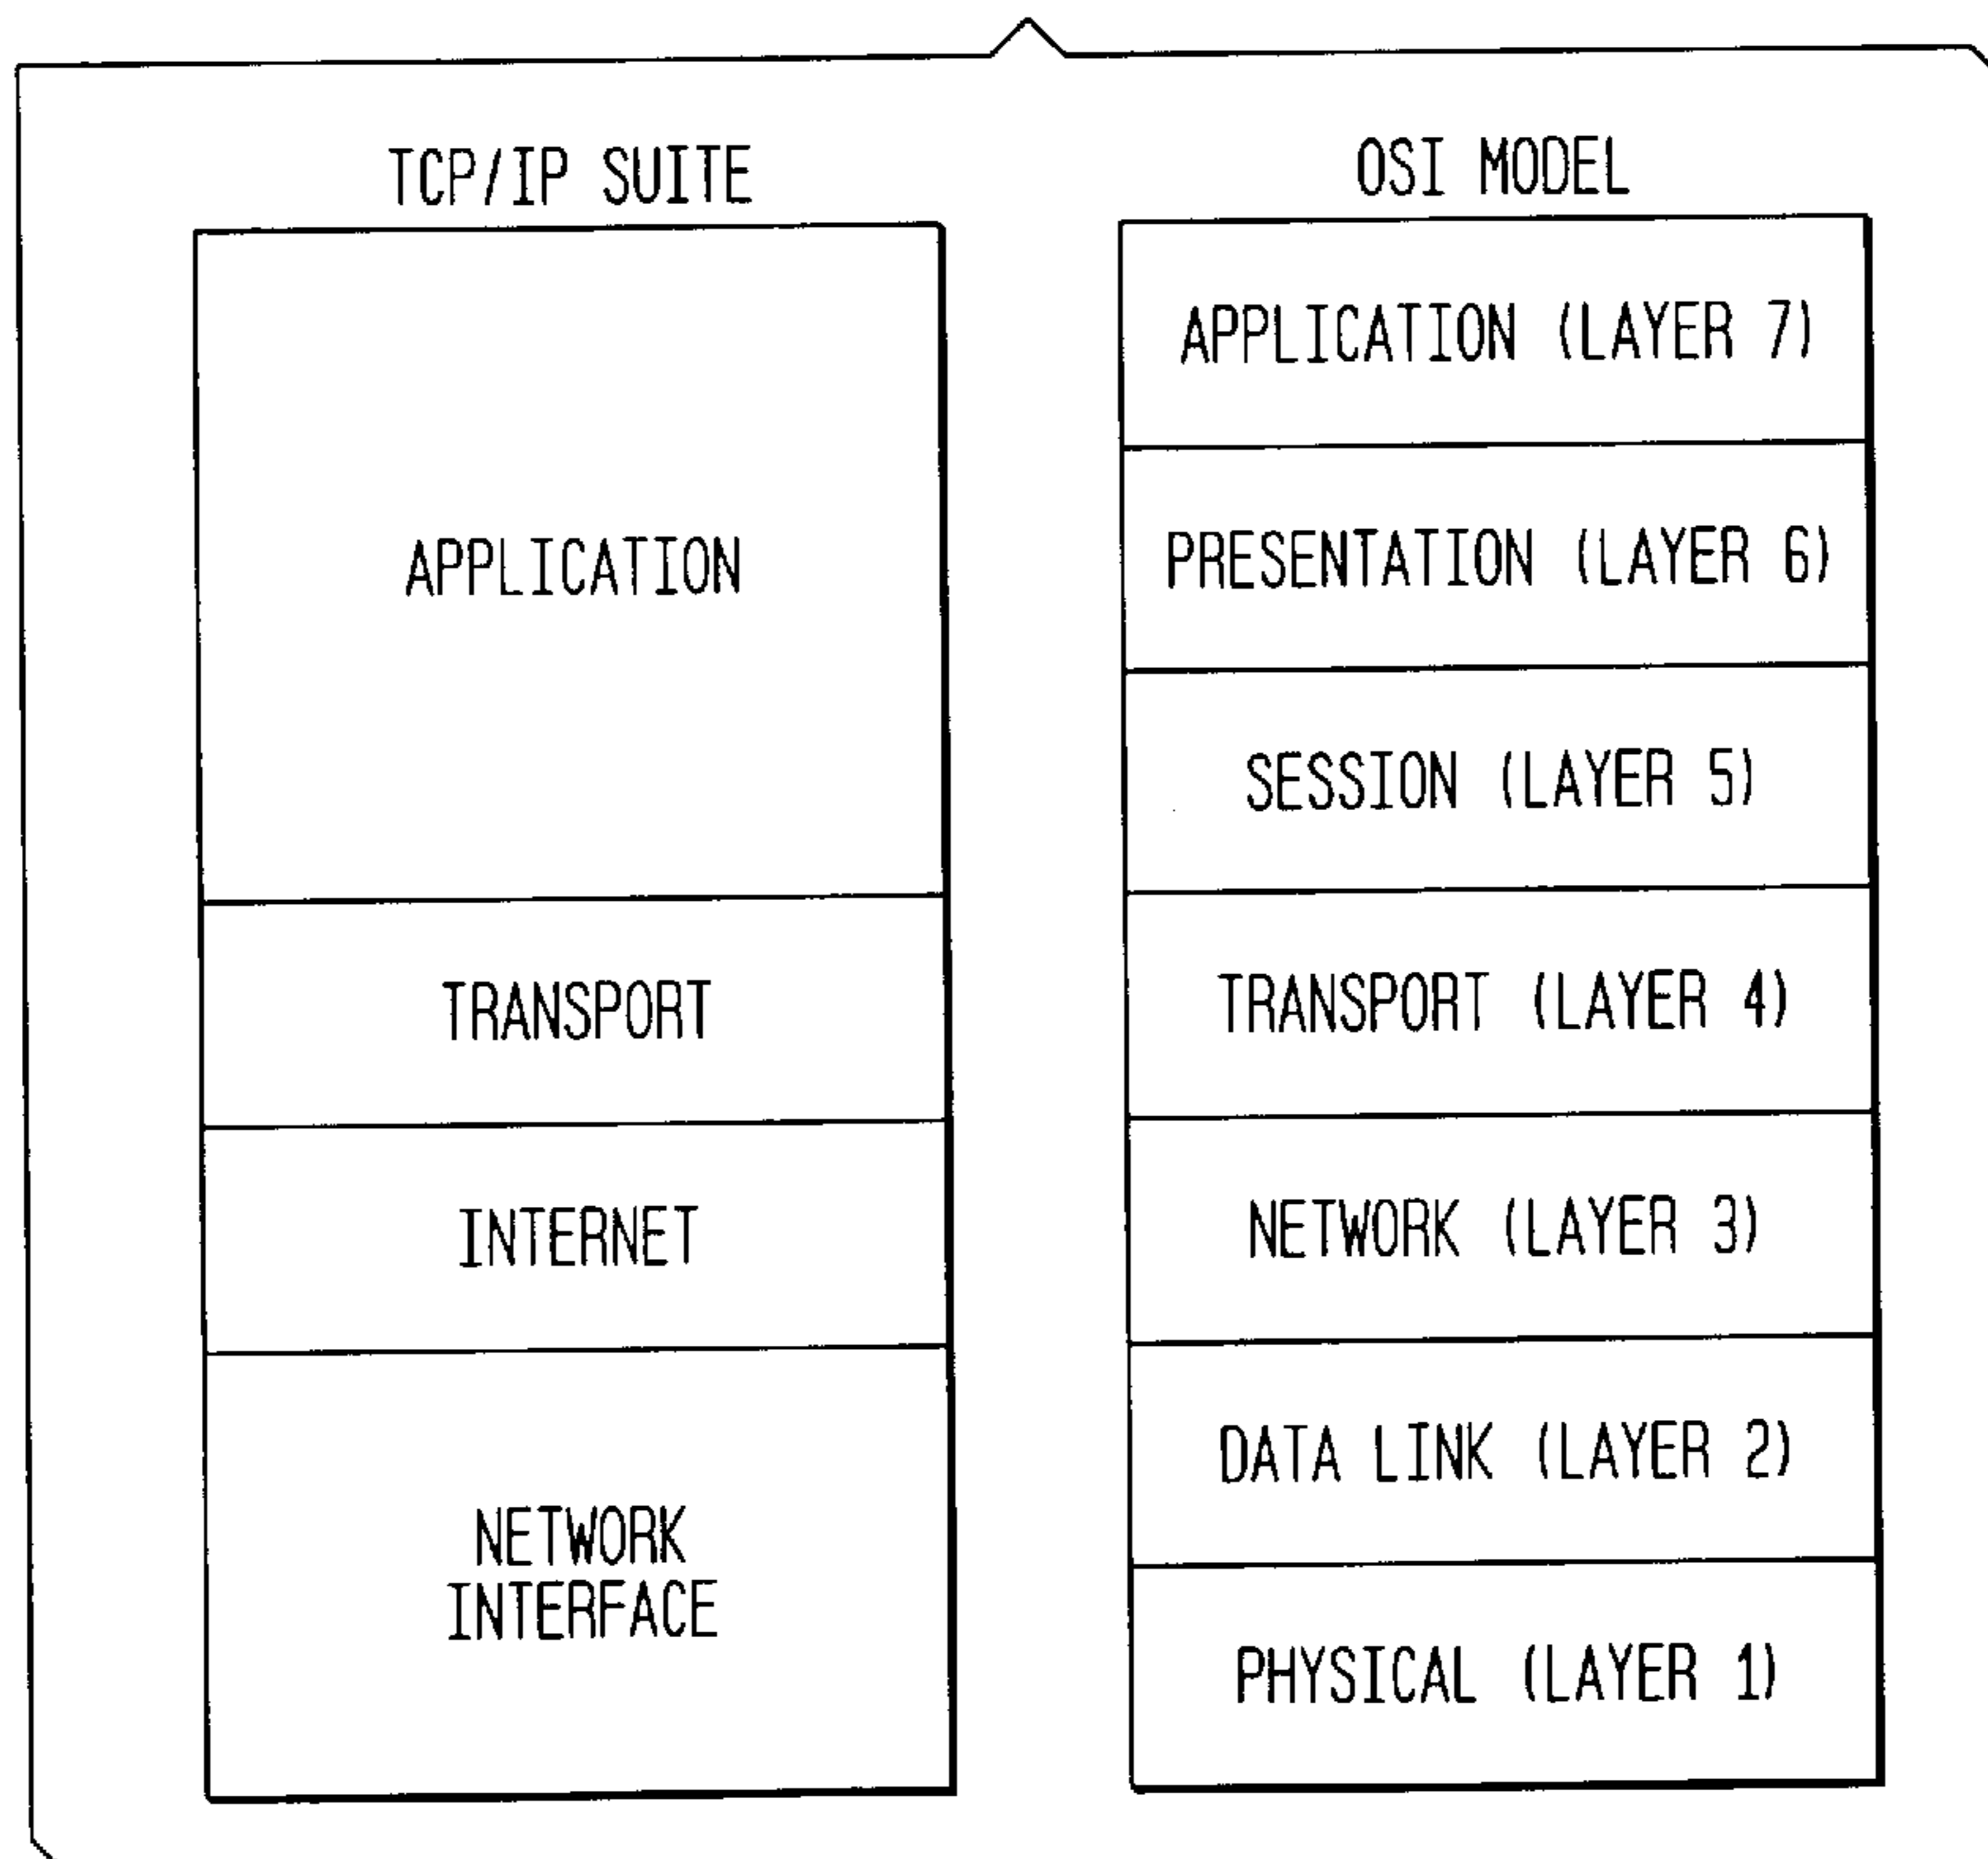 TCP/IP SUITE
APPLICATION
TRANSPORT
INTERNET
NETWORK
INTERFACE
OSI MODEL
APPLICATION (LAYER 7)
PRESENTATION (LAYER 6)
SESSION (LAYER 5)
TRANSPORT (LAYER 4)
NETWORK (LAYER 3)
DATA LINK (LAYER 2)
PHYSICAL (LAYER 1)